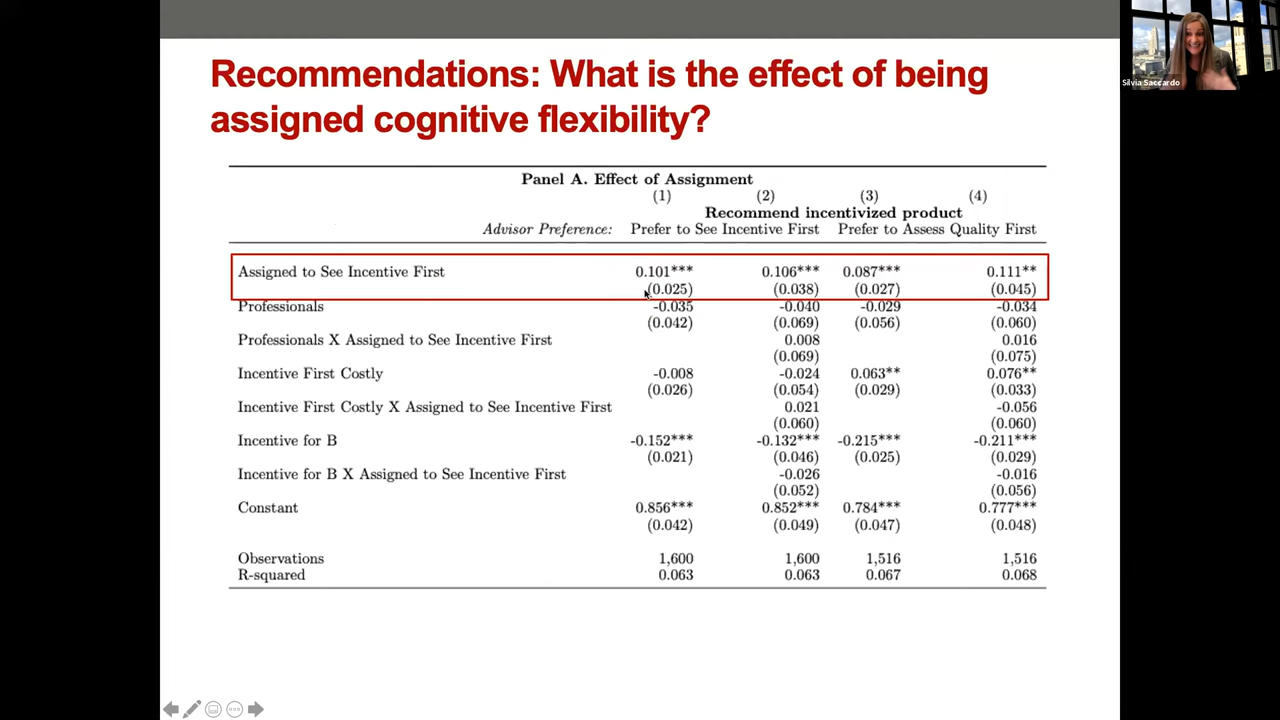 Recommendations: What is the effect of being
assigned cognitive flexibility?
Silvia Saccardo
Panel A. Effect of Assignment
(1) (2) (3) (4)
Recommend incentivized product
Advisor Preference: Prefer to See Incentive First Prefer to Assess Quality First
Assigned to See Incentive First 0.101*** 0.106*** 0.087*** 0.111**
(0.025) (0.038) (0.027) (0.045)
Professionals -0.035 -0.040 -0.029 -0.034
(0.042) (0.069) (0.056) (0.060)
Professionals X Assigned to See Incentive First 0.008 0.016
(0.069) (0.075)
Incentive First Costly -0.008 -0.024 0.063** 0.076**
(0.026) (0.054) (0.029) (0.033)
Incentive First Costly X Assigned to See Incentive First 0.021 -0.056
(0.060) (0.060)
Incentive for B -0.152*** -0.132*** -0.215*** -0.211***
(0.021) (0.046) (0.025) (0.029)
Incentive for B X Assigned to See Incentive First -0.026 -0.016
(0.052) (0.056)
Constant 0.856*** 0.852*** 0.784*** 0.777***
(0.042) (0.049) (0.047) (0.048)
Observations 1,600 1,600 1,516 1,516
R-squared 0.063 0.063 0.067 0.068